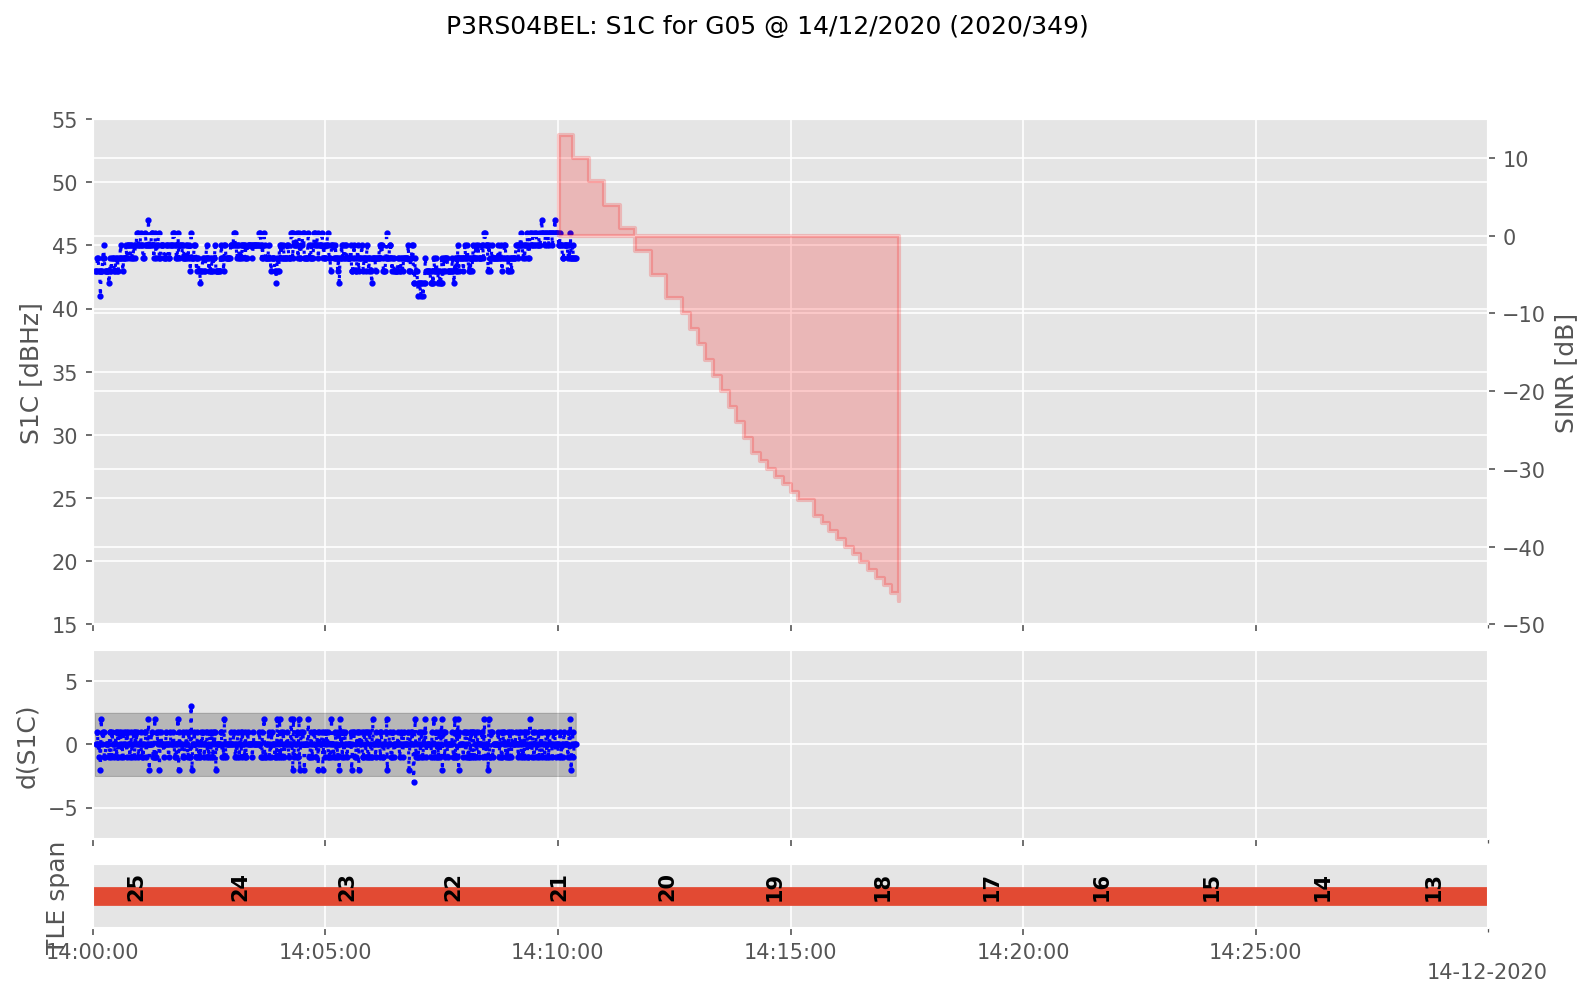 P3RS04BEL: S1C for G05 @ 14/12/2020 (2020/349)
55
50
45
40
35
30
25
20
15
S1C [dBHz]
10
0
−10
−20
−30
−40
−50
SINR [dB]
5
0
−5
d(S1C)
TLE span
25 24 23 22 21 20 19 18 17 16 15 14 13
14:00:00 14:05:00 14:10:00 14:15:00 14:20:00 14:25:00
14-12-2020